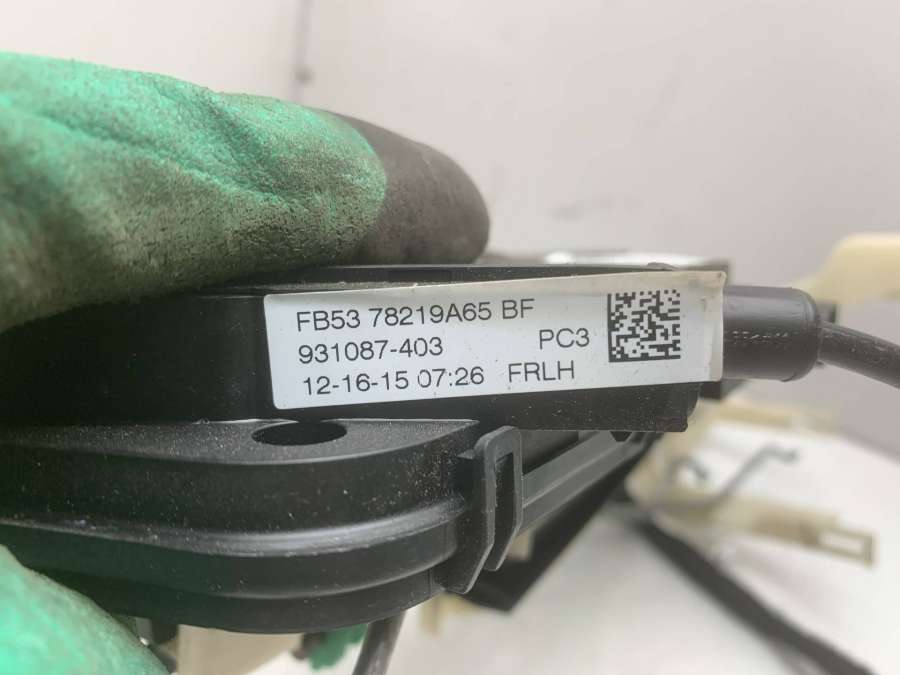 FB53 78219A65 BF
931087-403 PC3
12-16-15 07:26 FRLH